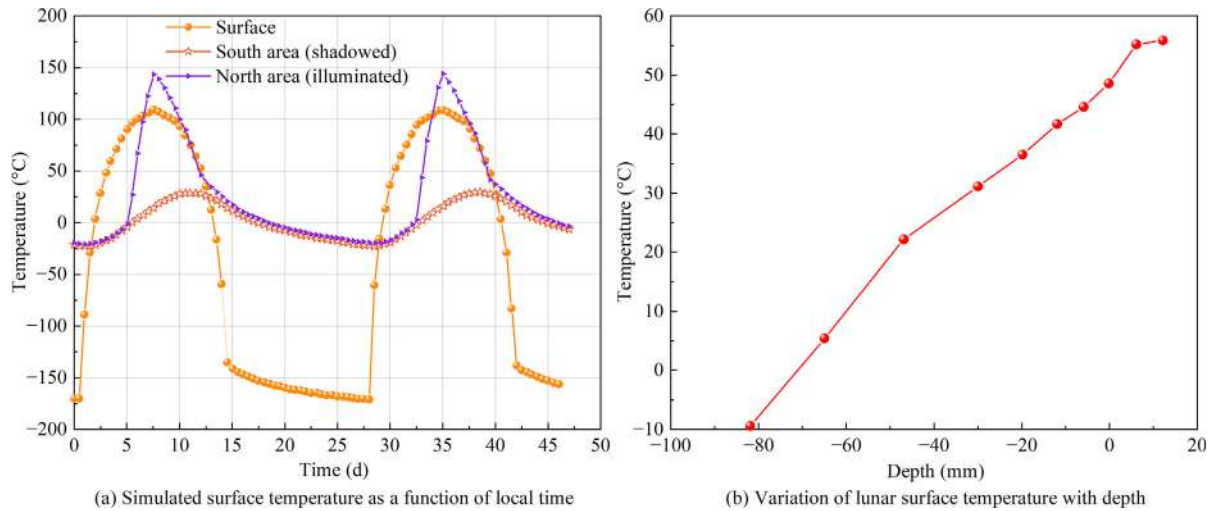 200
150
100
50
0
−50
−100
−150
−200
Temperature (°C)
Surface
South area (shadowed)
North area (illuminated)
0 5 10 15 20 25 30 35 40 45 50
Time (d)
(a) Simulated surface temperature as a function of local time
60
50
40
30
20
10
0
−10
Temperature (°C)
−100 −80 −60 −40 −20 0 20
Depth (mm)
(b) Variation of lunar surface temperature with depth